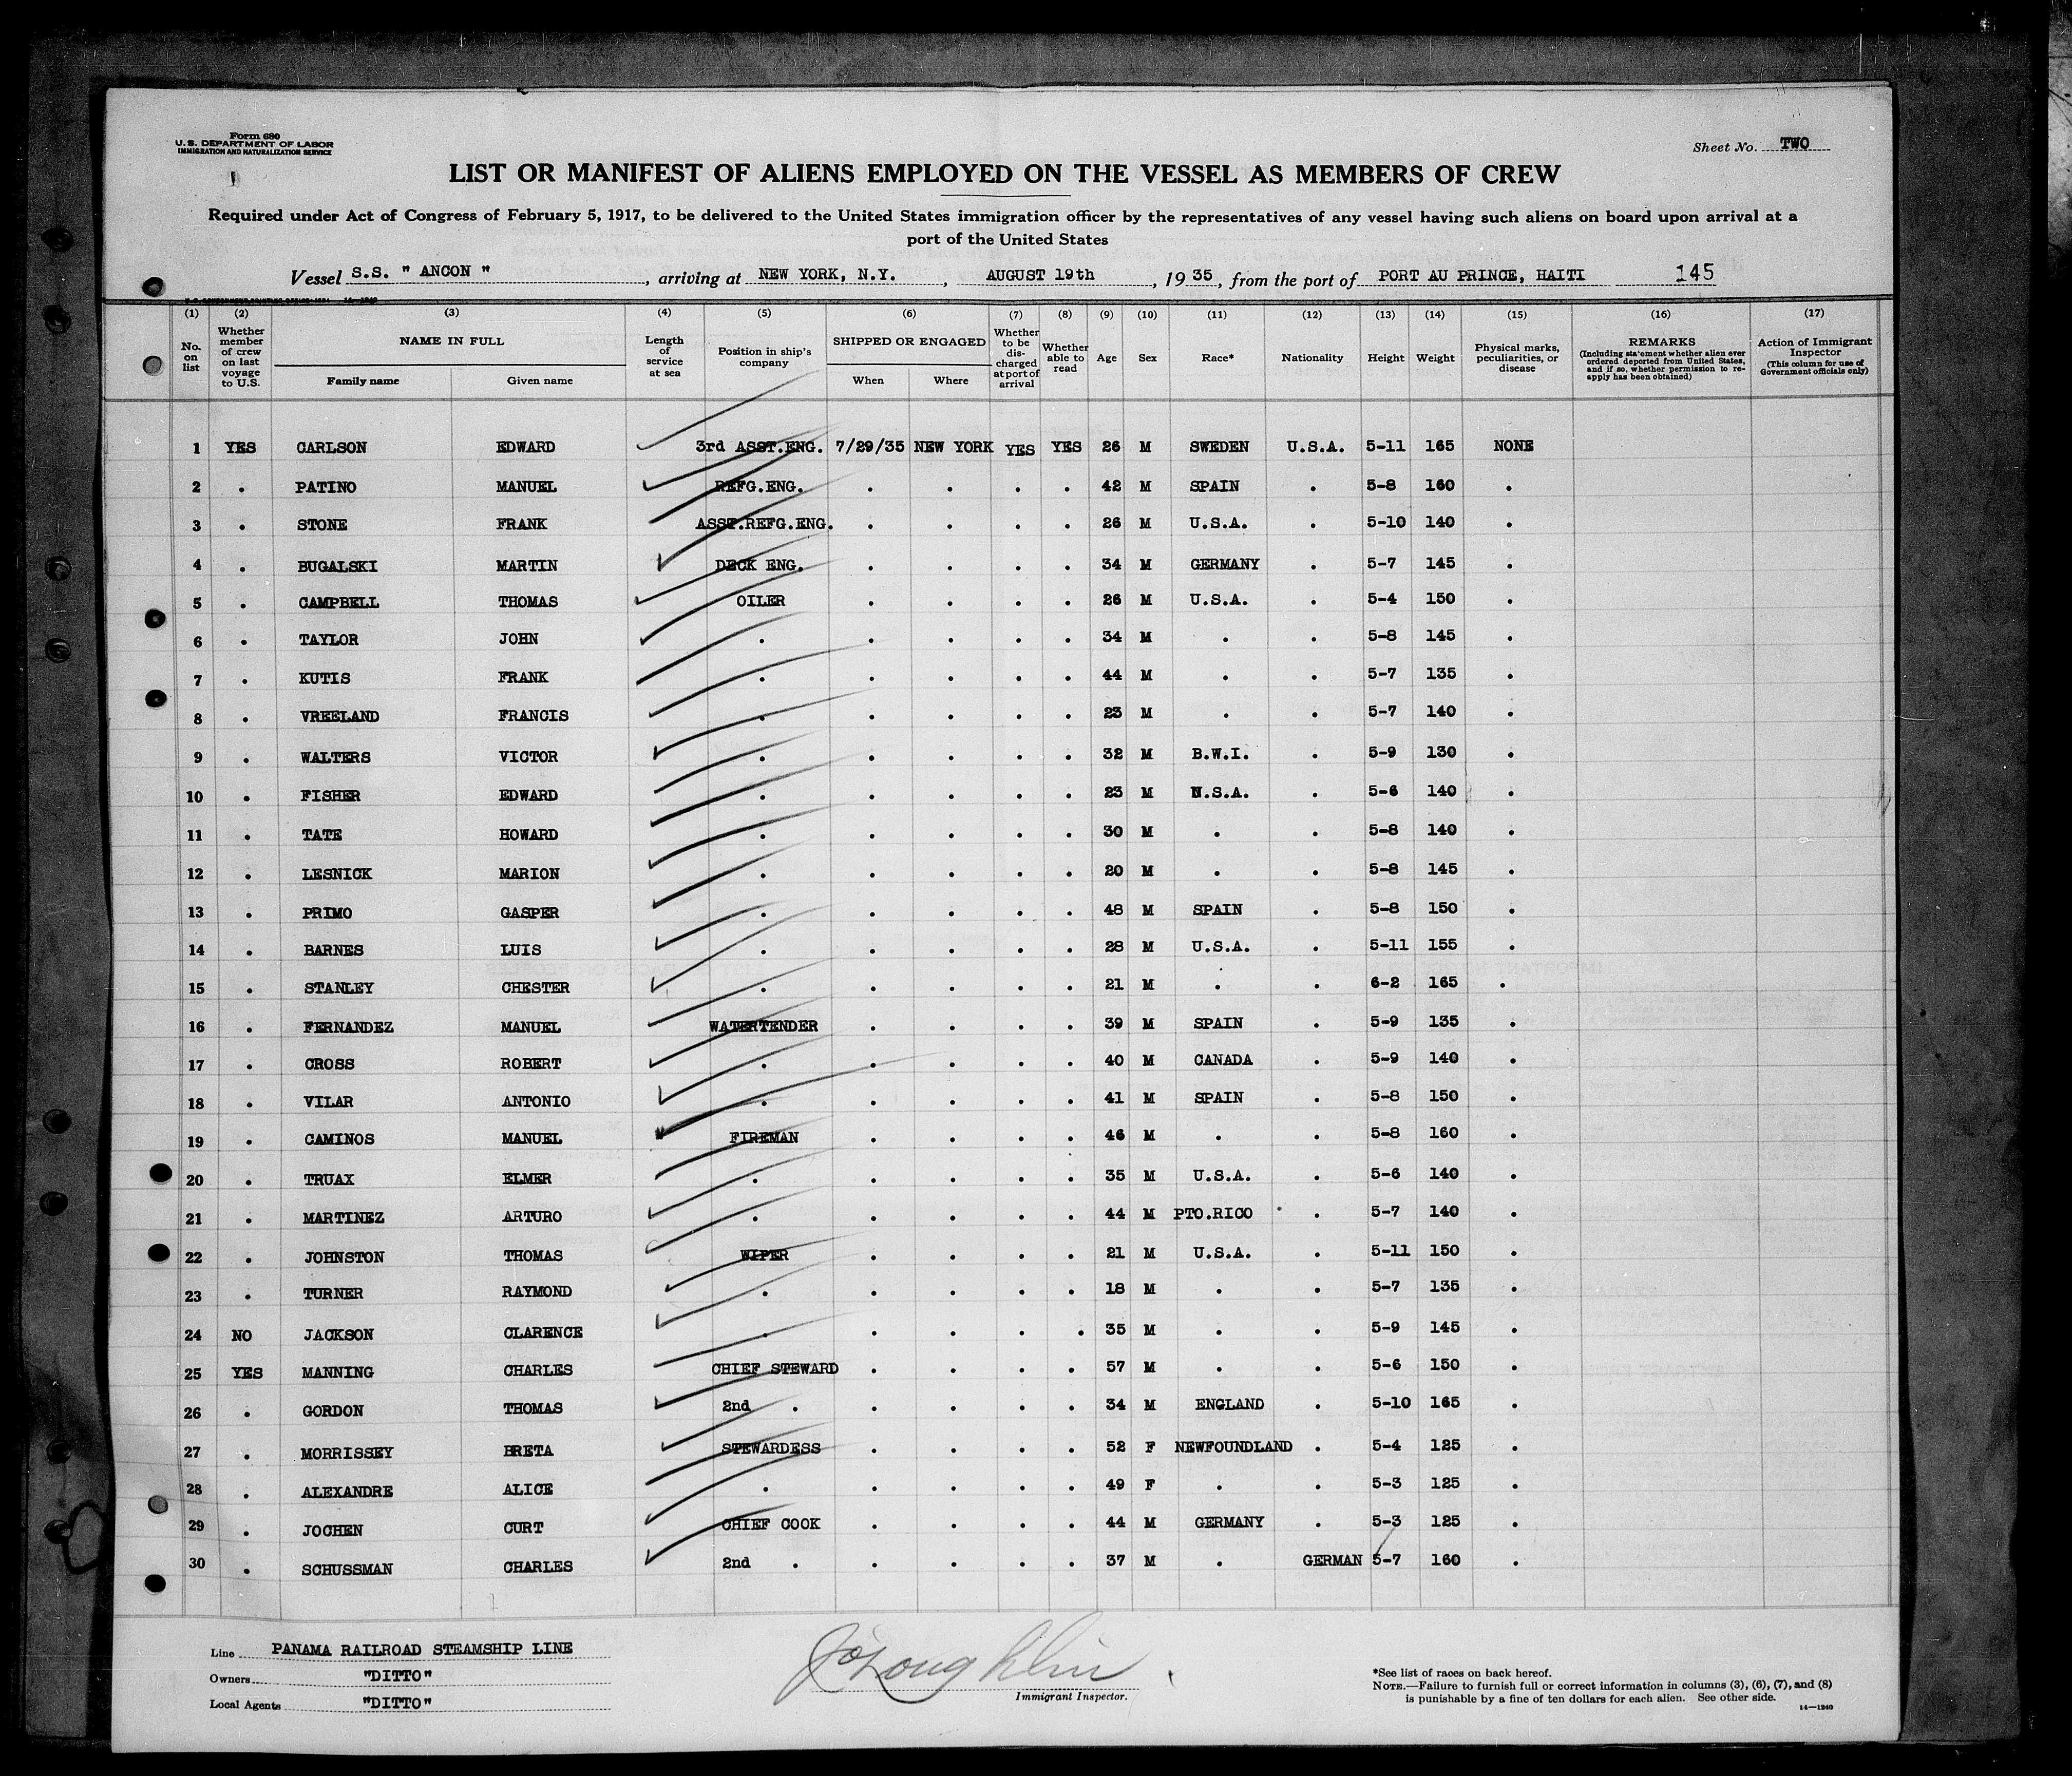 Form 680
U. S. DEPARTMENT OF LABOR
IMMIGRATION AND NATURALIZATION SERVICE
Sheet No. TWO
LIST OR MANIFEST OF ALIENS EMPLOYED ON THE VESSEL AS MEMBERS OF CREW
Required under Act of Congress of February 5, 1917, to be delivered to the United States immigration officer by the representatives of any vessel having such aliens on board upon arrival at a
port of the United States
Vessel S.S. " ANCON ", arriving at NEW YORK, N.Y., AUGUST 19th, 1935, from the port of PORT AU PRINCE, HAITI 145
(1) No. on list
(2) Whether member of crew on last voyage to U.S.
(3) NAME IN FULL
Family name Given name
(4) Length of service at sea
(5) Position in ship's company
(6) SHIPPED OR ENGAGED
When Where
(7) Whether to be discharged at port of arrival
(8) Whether able to read
(9) Age
(10) Sex
(11) Race*
(12) Nationality
(13) Height
(14) Weight
(15) Physical marks, peculiarities, or disease
(16) REMARKS (Including statement whether alien ever ordered deported from United States, and if so, whether permission to re-apply has been obtained)
(17) Action of Immigrant Inspector (This column for use of Government officials only)
1 YES CARLSON EDWARD 3rd ASST.ENG. 7/29/35 NEW YORK YES YES 26 M SWEDEN U.S.A. 5-11 165 NONE
2 . PATINO MANUEL REFG.ENG. . . . . 42 M SPAIN . 5-8 160 .
3 . STONE FRANK ASST.REFG.ENG. . . . . 26 M U.S.A. . 5-10 140 .
4 . BUGALSKI MARTIN DECK ENG. . . . . 34 M GERMANY . 5-7 145 .
5 . CAMPBELL THOMAS OILER . . . . 26 M U.S.A. . 5-4 150 .
6 . TAYLOR JOHN . . . . . 34 M . . 5-8 145 .
7 . KUTIS FRANK . . . . . 44 M . . 5-7 135 .
8 . VREELAND FRANCIS . . . . . 23 M . . 5-7 140 .
9 . WALTERS VICTOR . . . . . 32 M B.W.I. . 5-9 130 .
10 . FISHER EDWARD . . . . . 23 M U.S.A. . 5-6 140 .
11 . TATE HOWARD . . . . . 30 M . . 5-8 140 .
12 . LESNICK MARION . . . . . 20 M . . 5-8 145 .
13 . PRIMO GASPER . . . . . 48 M SPAIN . 5-8 150 .
14 . BARNES LUIS . . . . . 28 M U.S.A. . 5-11 155 .
15 . STANLEY CHESTER . . . . . 21 M . . 6-2 165 .
16 . FERNANDEZ MANUEL WATERTENDER . . . . 39 M SPAIN . 5-9 135 .
17 . CROSS ROBERT . . . . . 40 M CANADA . 5-9 140 .
18 . VILAR ANTONIO . . . . . 41 M SPAIN . 5-8 150 .
19 . CAMINOS MANUEL FIREMAN . . . . 46 M . . 5-8 160 .
20 . TRUAX ELMER . . . . . 35 M U.S.A. . 5-6 140 .
21 . MARTINEZ ARTURO . . . . . 44 M PTO.RICO . 5-7 140 .
22 . JOHNSTON THOMAS WIPER . . . . 21 M U.S.A. . 5-11 150 .
23 . TURNER RAYMOND . . . . . 18 M . . 5-7 135 .
24 NO JACKSON CLARENCE . . . . . 35 M . . 5-9 145 .
25 YES MANNING CHARLES CHIEF STEWARD . . . . 57 M . . 5-6 150 .
26 . GORDON THOMAS 2nd . . . . . 34 M ENGLAND . 5-10 165 .
27 . MORRISSEY BRETA STEWARDESS . . . . 52 F NEWFOUNDLAND . 5-4 125 .
28 . ALEXANDRE ALICE . . . . . 49 F . . 5-3 125 .
29 . JOCHEN CURT CHIEF COOK . . . . 44 M GERMANY . 5-3 125 .
30 . SCHUSSMAN CHARLES 2nd . . . . . 37 M . GERMAN 5-7 160 .
Line PANAMA RAILROAD STEAMSHIP LINE
Owners "DITTO"
Local Agents "DITTO"
Immigrant Inspector.
*See list of races on back hereof.
NOTE.—Failure to furnish full or correct information in columns (3), (6), (7), and (8)
is punishable by a fine of ten dollars for each alien. See other side.
14—1240